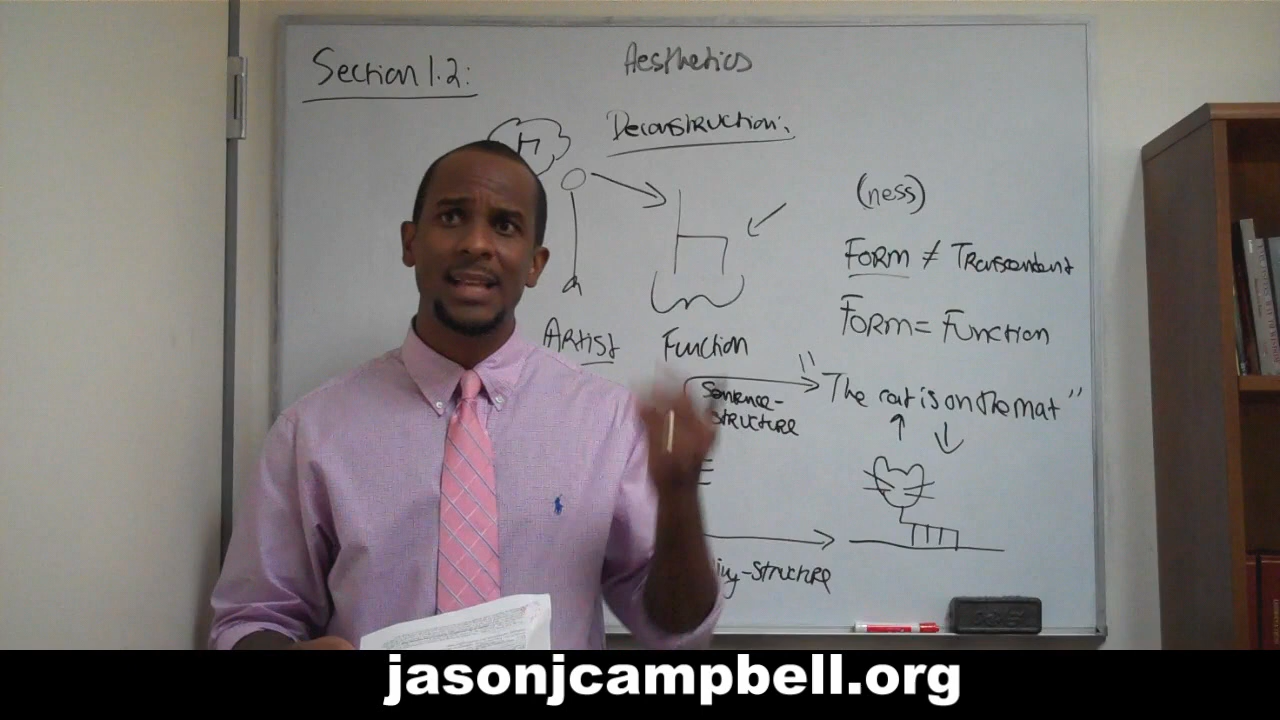 Section 1.2:
Aesthetics
Deconstruction:
(ness)
FORM ≠ Transcendent
FORM = Function
Artist
Function
Sentence-
structure
"The cat is on the mat"
-structure
jasonjcampbell.org